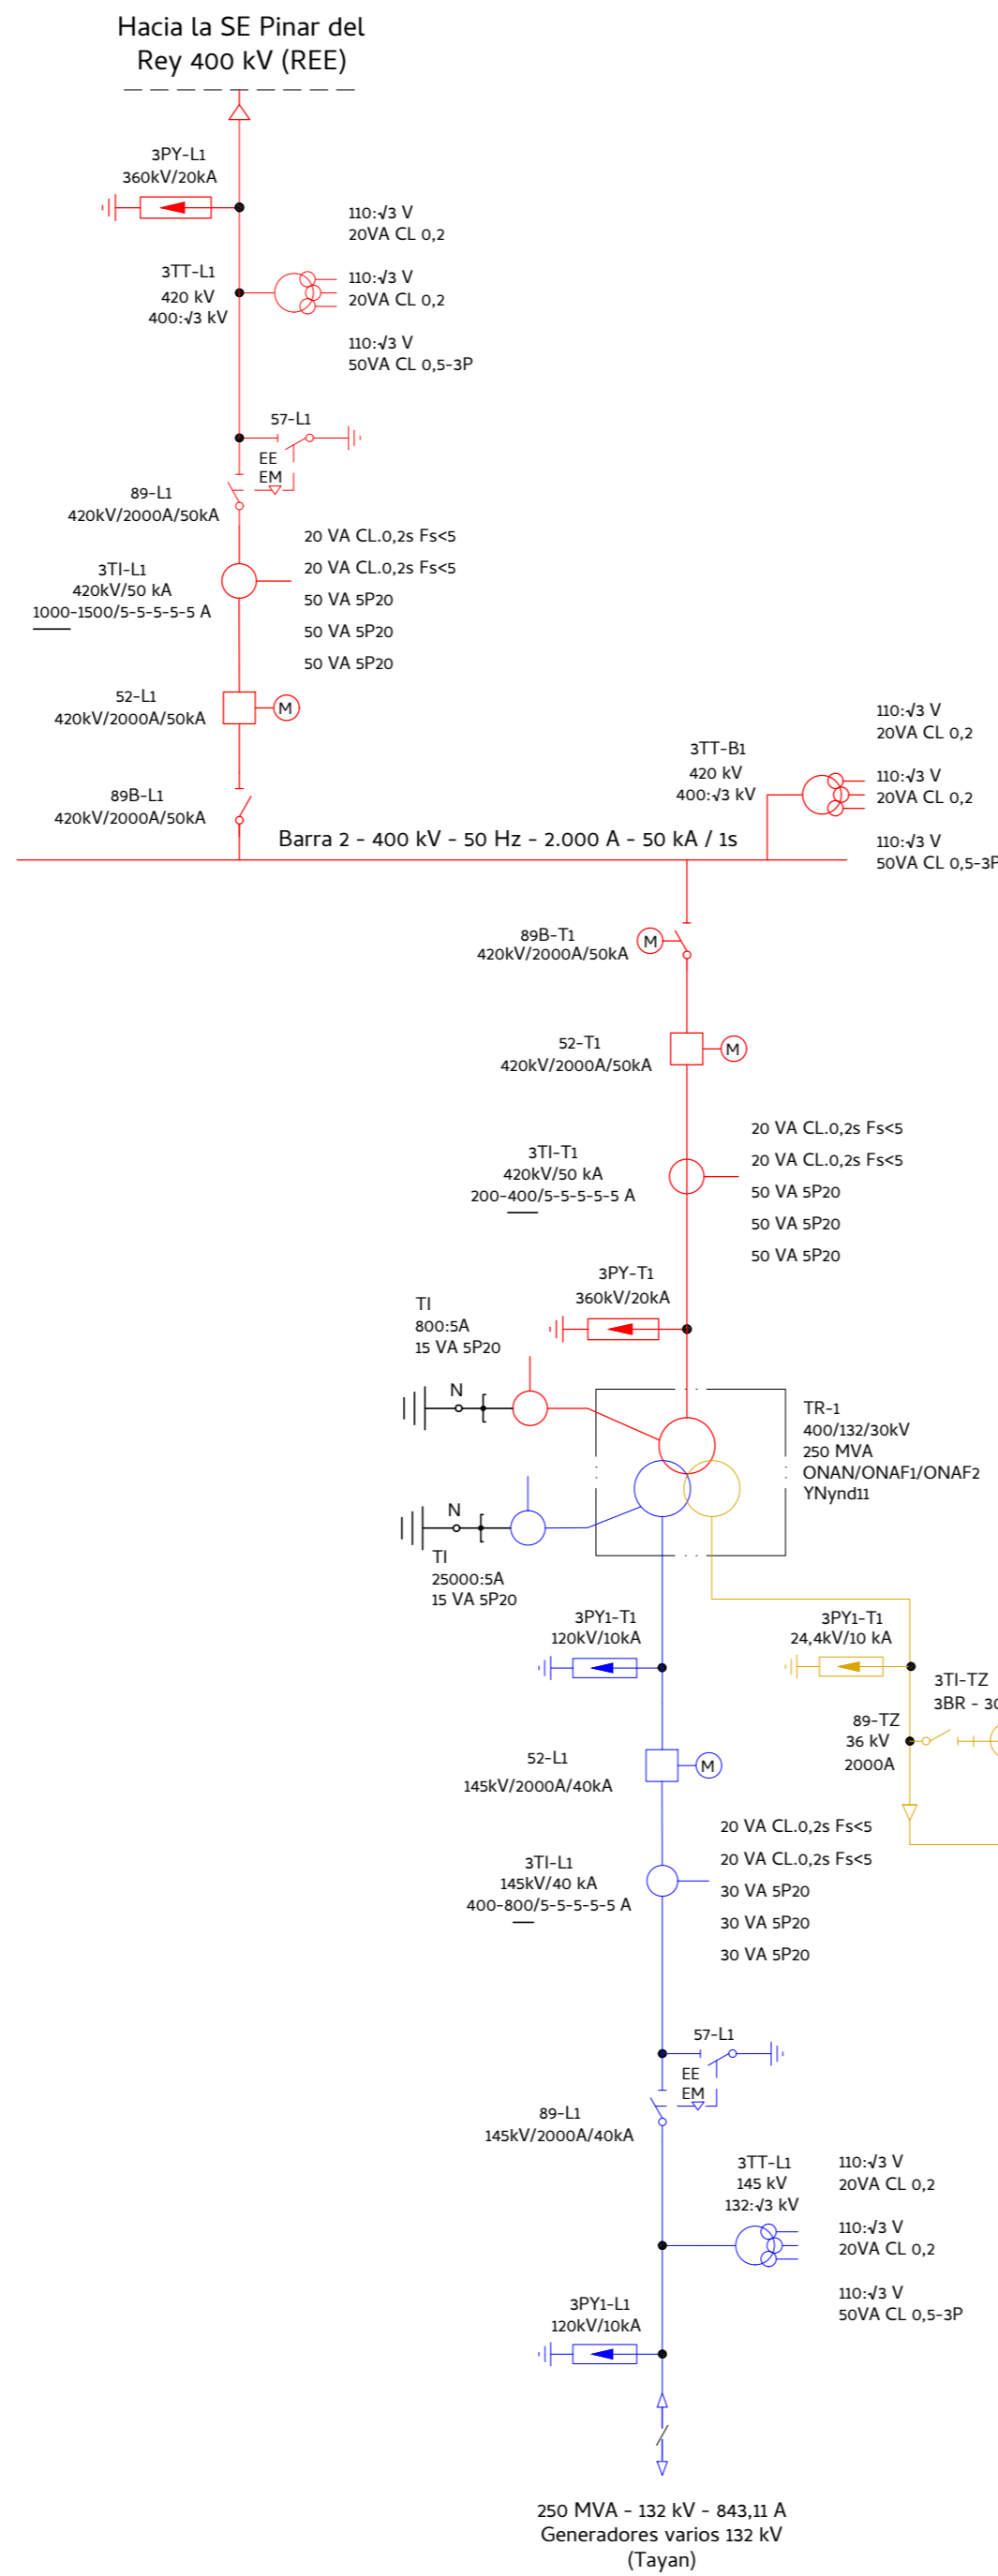 Hacia la SE Pinar del
Rey 400 kV (REE)
3PY-L1
360kV/20kA
110:√3 V
20VA CL 0,2
3TT-L1
420 kV
400:√3 kV
110:√3 V
20VA CL 0,2
110:√3 V
50VA CL 0,5-3P
57-L1
EE
EM
89-L1
420kV/2000A/50kA
3TI-L1
420kV/50 kA
1000-1500/5-5-5-5-5 A
20 VA CL.0,2s Fs<5
20 VA CL.0,2s Fs<5
50 VA 5P20
50 VA 5P20
50 VA 5P20
52-L1
420kV/2000A/50kA
M
89B-L1
420kV/2000A/50kA
3TT-B1
420 kV
400:√3 kV
110:√3 V
20VA CL 0,2
110:√3 V
20VA CL 0,2
110:√3 V
50VA CL 0,5-3P
Barra 2 - 400 kV - 50 Hz - 2.000 A - 50 kA / 1s
89B-T1
420kV/2000A/50kA
M
52-T1
420kV/2000A/50kA
M
3TI-T1
420kV/50 kA
200-400/5-5-5-5-5 A
20 VA CL.0,2s Fs<5
20 VA CL.0,2s Fs<5
50 VA 5P20
50 VA 5P20
50 VA 5P20
3PY-T1
360kV/20kA
TI
800:5A
15 VA 5P20
N
TR-1
400/132/30kV
250 MVA
ONAN/ONAF1/ONAF2
YNynd11
N
TI
25000:5A
15 VA 5P20
3PY1-T1
120kV/10kA
3PY1-T1
24,4kV/10 kA
3TI-TZ
3BR - 30
89-TZ
36 kV
2000A
52-L1
145kV/2000A/40kA
M
3TI-L1
145kV/40 kA
400-800/5-5-5-5-5 A
20 VA CL.0,2s Fs<5
20 VA CL.0,2s Fs<5
30 VA 5P20
30 VA 5P20
30 VA 5P20
57-L1
EE
EM
89-L1
145kV/2000A/40kA
3TT-L1
145 kV
132:√3 kV
110:√3 V
20VA CL 0,2
110:√3 V
20VA CL 0,2
110:√3 V
50VA CL 0,5-3P
3PY1-L1
120kV/10kA
250 MVA - 132 kV - 843,11 A
Generadores varios 132 kV
(Tayan)